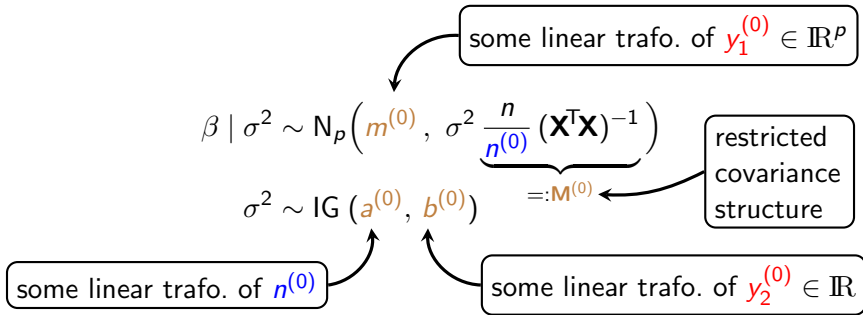 some linear trafo. of y₁⁽⁰⁾ ∈ ℝᵖ
β | σ² ∼ N_p( m⁽⁰⁾ , σ² n/n⁽⁰⁾ (XᵀX)⁻¹ )
=:M⁽⁰⁾
restricted
covariance
structure
σ² ∼ IG (a⁽⁰⁾, b⁽⁰⁾)
some linear trafo. of n⁽⁰⁾
some linear trafo. of y₂⁽⁰⁾ ∈ ℝ